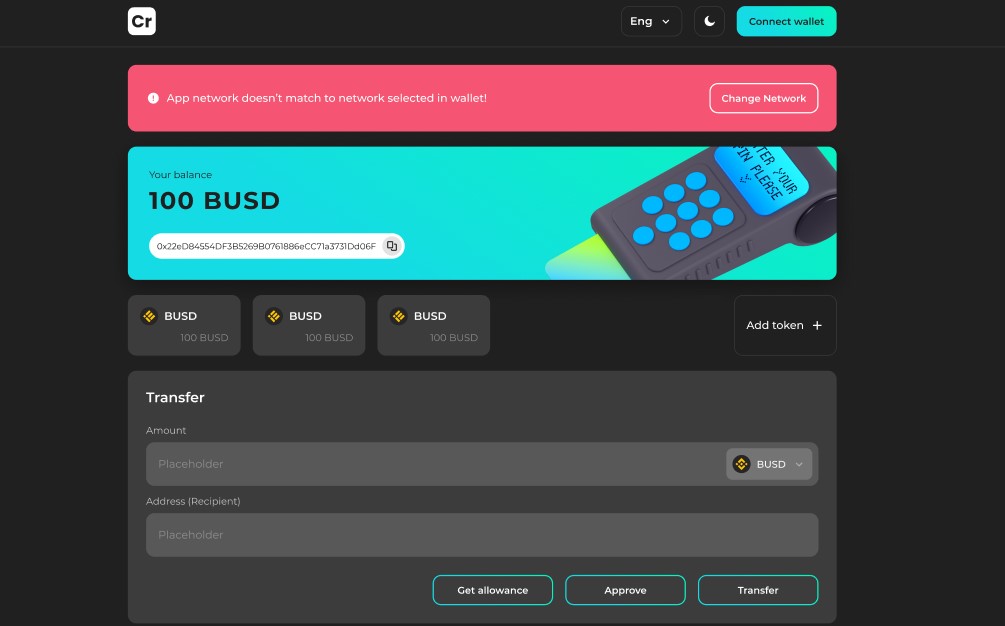 Cr
Eng
Connect wallet
App network doesn't match to network selected in wallet!
Change Network
Your balance
100 BUSD
0x22eD84554DF3B5269B0761886eCC71a3731Dd06F
TER YOUR
PIN PLEASE
BUSD
100 BUSD
BUSD
100 BUSD
BUSD
100 BUSD
Add token +
Transfer
Amount
Placeholder
BUSD
Address (Recipient)
Placeholder
Get allowance
Approve
Transfer